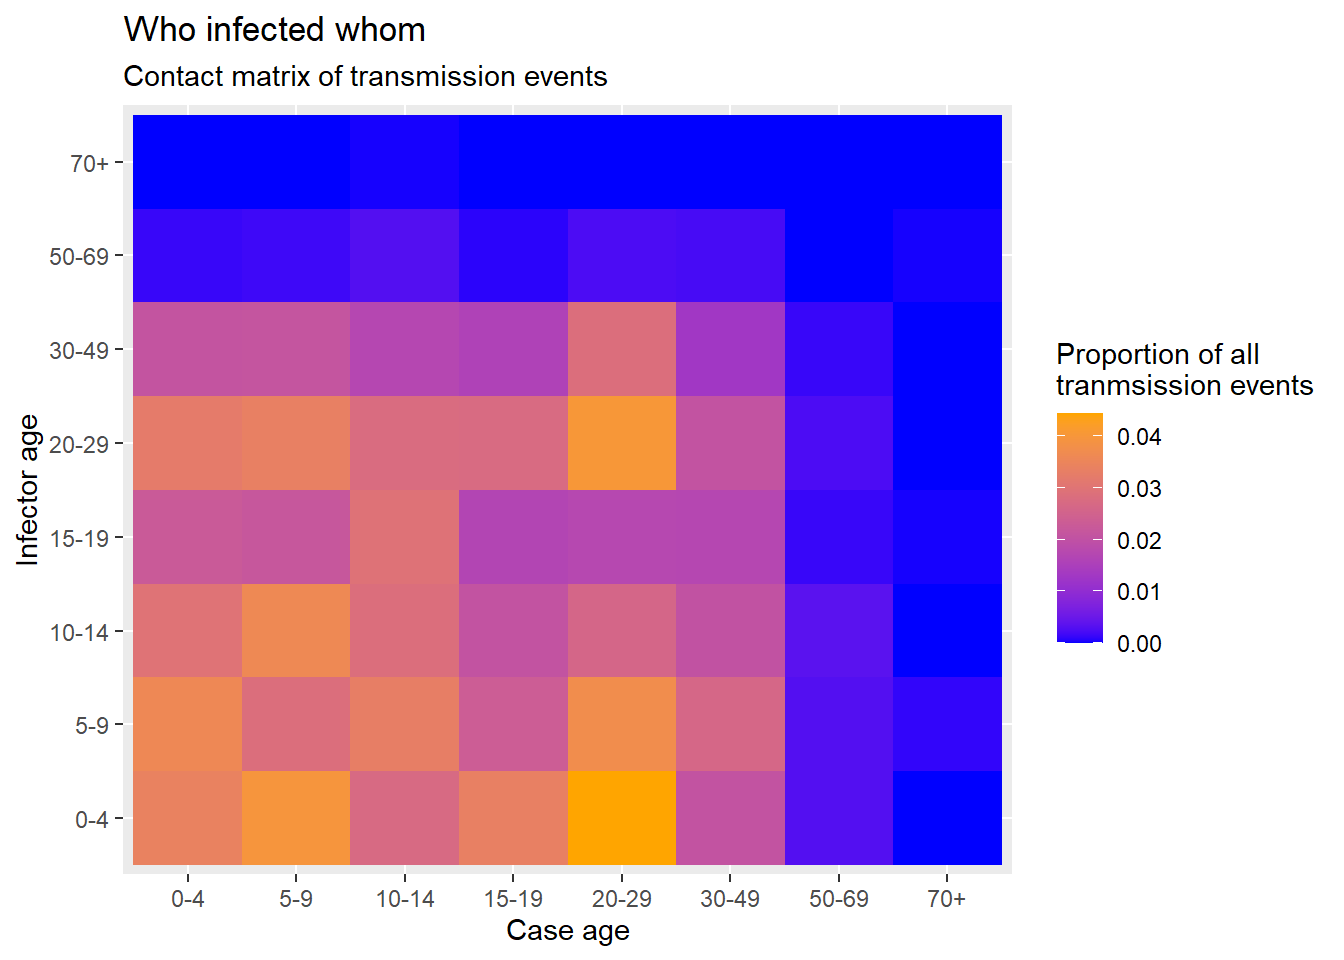 Who infected whom
Contact matrix of transmission events
70+
50-69
30-49
20-29
15-19
10-14
5-9
0-4
Infector age
0-4 5-9 10-14 15-19 20-29 30-49 50-69 70+
Case age
Proportion of all
tranmsission events
0.04
0.03
0.02
0.01
0.00